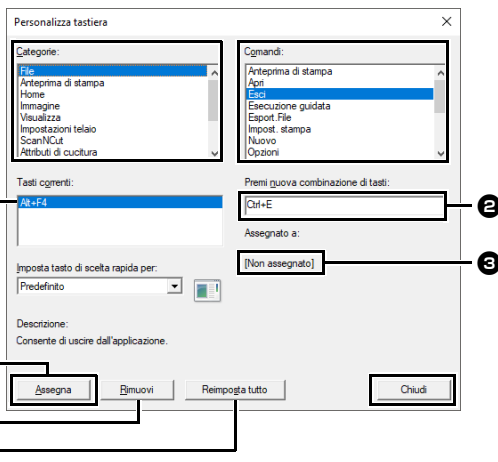 Personalizza tastiera
Categorie:
File
Anteprima di stampa
Home
Immagine
Visualizza
Impostazioni telaio
ScanNCut
Attributi di cucitura
Comandi:
Anteprima di stampa
Apri
Esci
Esecuzione guidata
Esport.File
Impost. stampa
Nuovo
Opzioni
Tasti correnti:
Alt+F4
Premi nuova combinazione di tasti:
Ctrl+E
2
Assegnato a:
[Non assegnato]
3
Imposta tasto di scelta rapida per:
Predefinito
Descrizione:
Consente di uscire dall'applicazione.
Assegna
Rimuovi
Reimposta tutto
Chiudi